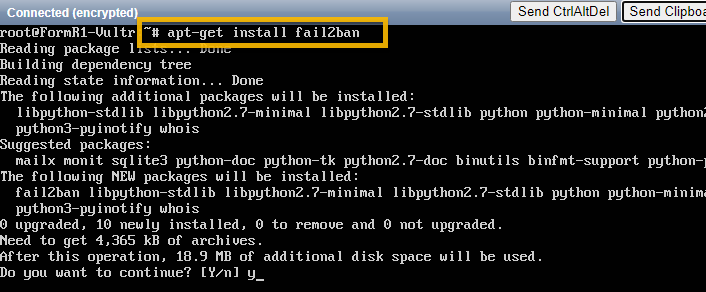 Connected (encrypted)
Send CtrlAltDel
Send Clipboa
root@FormR1-Vultr:~# apt-get install fail2ban
Reading package lists... Done
Building dependency tree
Reading state information... Done
The following additional packages will be installed:
libpython-stdlib libpython2.7-minimal libpython2.7-stdlib python python-minimal python2
python3-pyinotify whois
Suggested packages:
mailx monit sqlite3 python-doc python-tk python2.7-doc binutils binfmt-support python-p
The following NEW packages will be installed:
fail2ban libpython-stdlib libpython2.7-minimal libpython2.7-stdlib python python-minima
python3-pyinotify whois
0 upgraded, 10 newly installed, 0 to remove and 0 not upgraded.
Need to get 4,365 kB of archives.
After this operation, 18.9 MB of additional disk space will be used.
Do you want to continue? [Y/n] y_